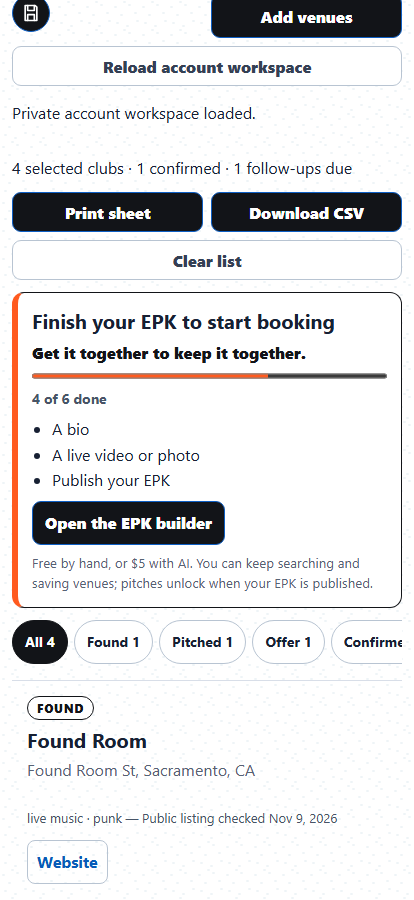 Add venues
Reload account workspace
Private account workspace loaded.
4 selected clubs · 1 confirmed · 1 follow-ups due
Print sheet
Download CSV
Clear list
Finish your EPK to start booking
Get it together to keep it together.
4 of 6 done
• A bio
• A live video or photo
• Publish your EPK
Open the EPK builder
Free by hand, or $5 with AI. You can keep searching and
saving venues; pitches unlock when your EPK is published.
All 4
Found 1
Pitched 1
Offer 1
Confirme
FOUND
Found Room
Found Room St, Sacramento, CA
live music · punk — Public listing checked Nov 9, 2026
Website